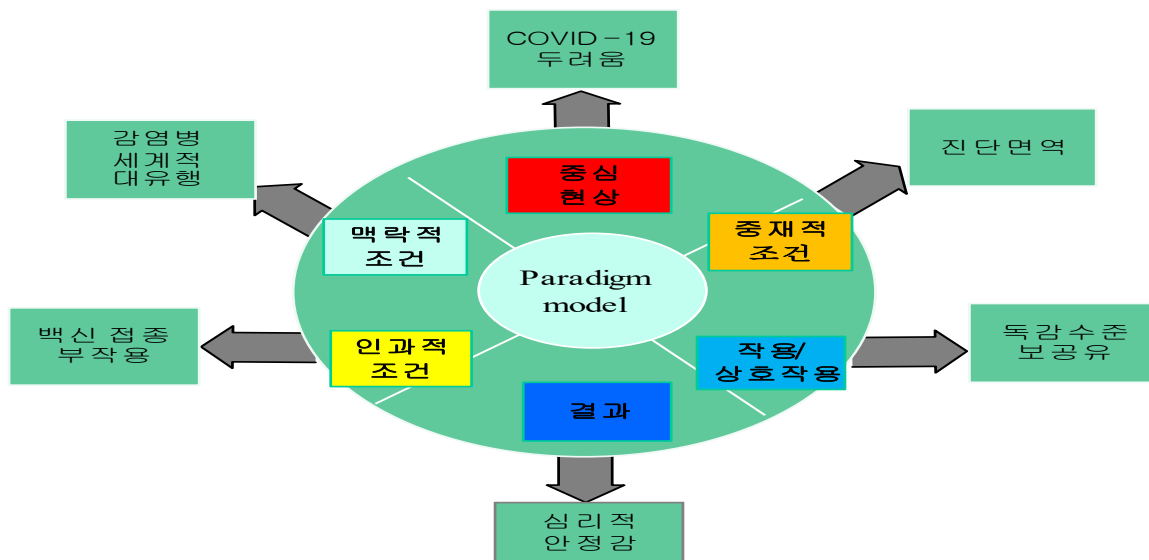 COVID-19
두려움
감염병
세계적
대유행
진단면역
중심
현상
맥락적
조건
중재적
조건
Paradigm
model
백신 접종
부작용
인과적
조건
작용/
상호작용
독감수준
보공유
결과
심리적
안정감